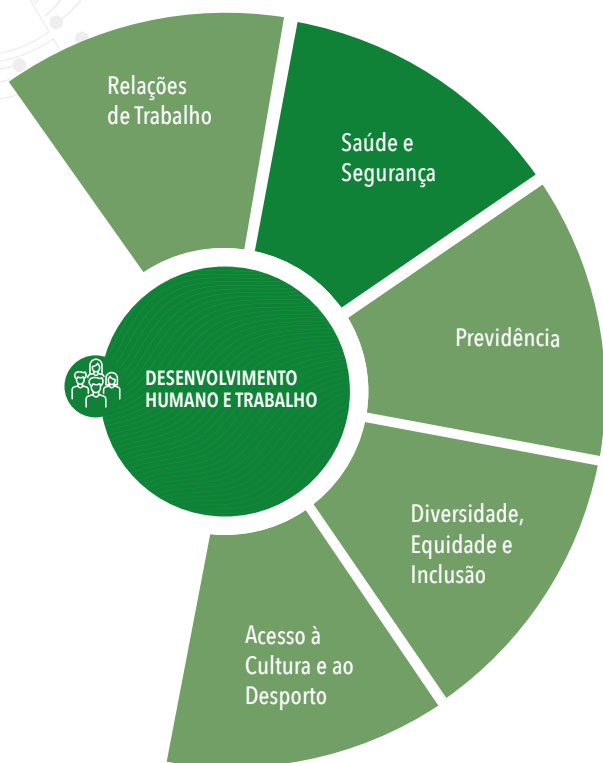 Relações
de Trabalho
Saúde e
Segurança
Previdência
DESENVOLVIMENTO
HUMANO E TRABALHO
Diversidade,
Equidade e
Inclusão
Acesso à
Cultura e ao
Desporto